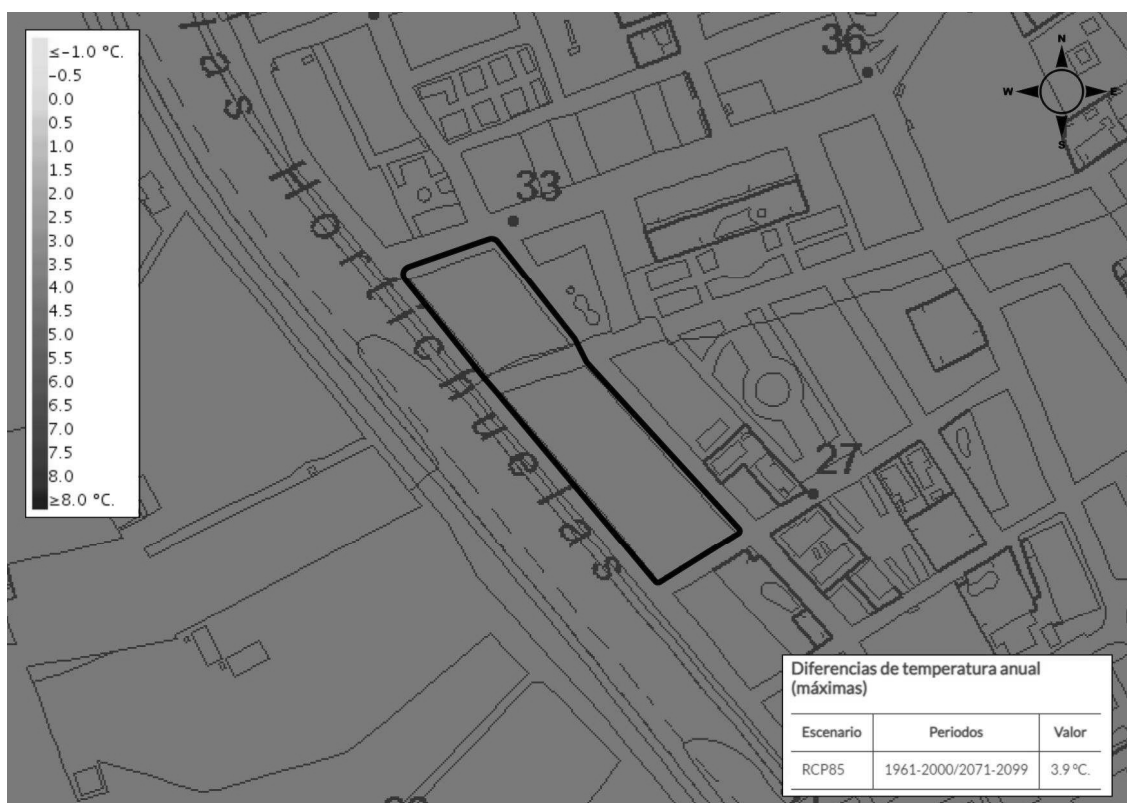 ≤-1.0 °C.
-0.5
0.0
0.5
1.0
1.5
2.0
2.5
3.0
3.5
4.5
5.0
5.5
6.0
6.5
7.0
7.5
8.0
≥8.0 °C.
tas Hortichuelas
33
36
27
N
W
E
S
Diferencias de temperatura anual
(máximas)
Escenario Periodos Valor
RCP85 1961-2000/2071-2099 3.9 ºC.